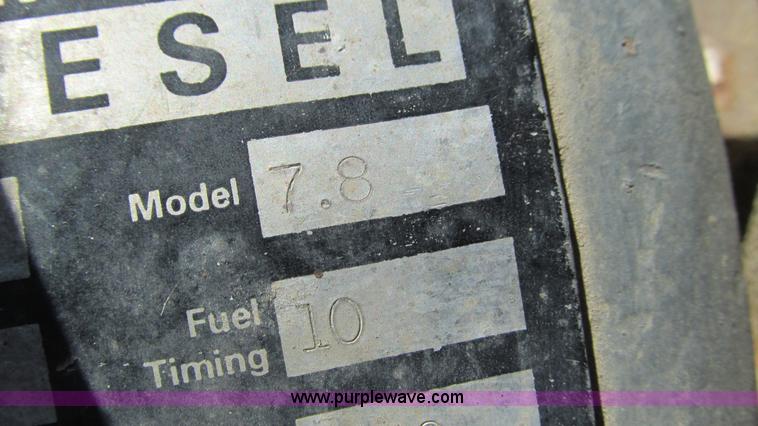 ESEL
Model 7.8
Fuel Timing 10
www.purplewave.com